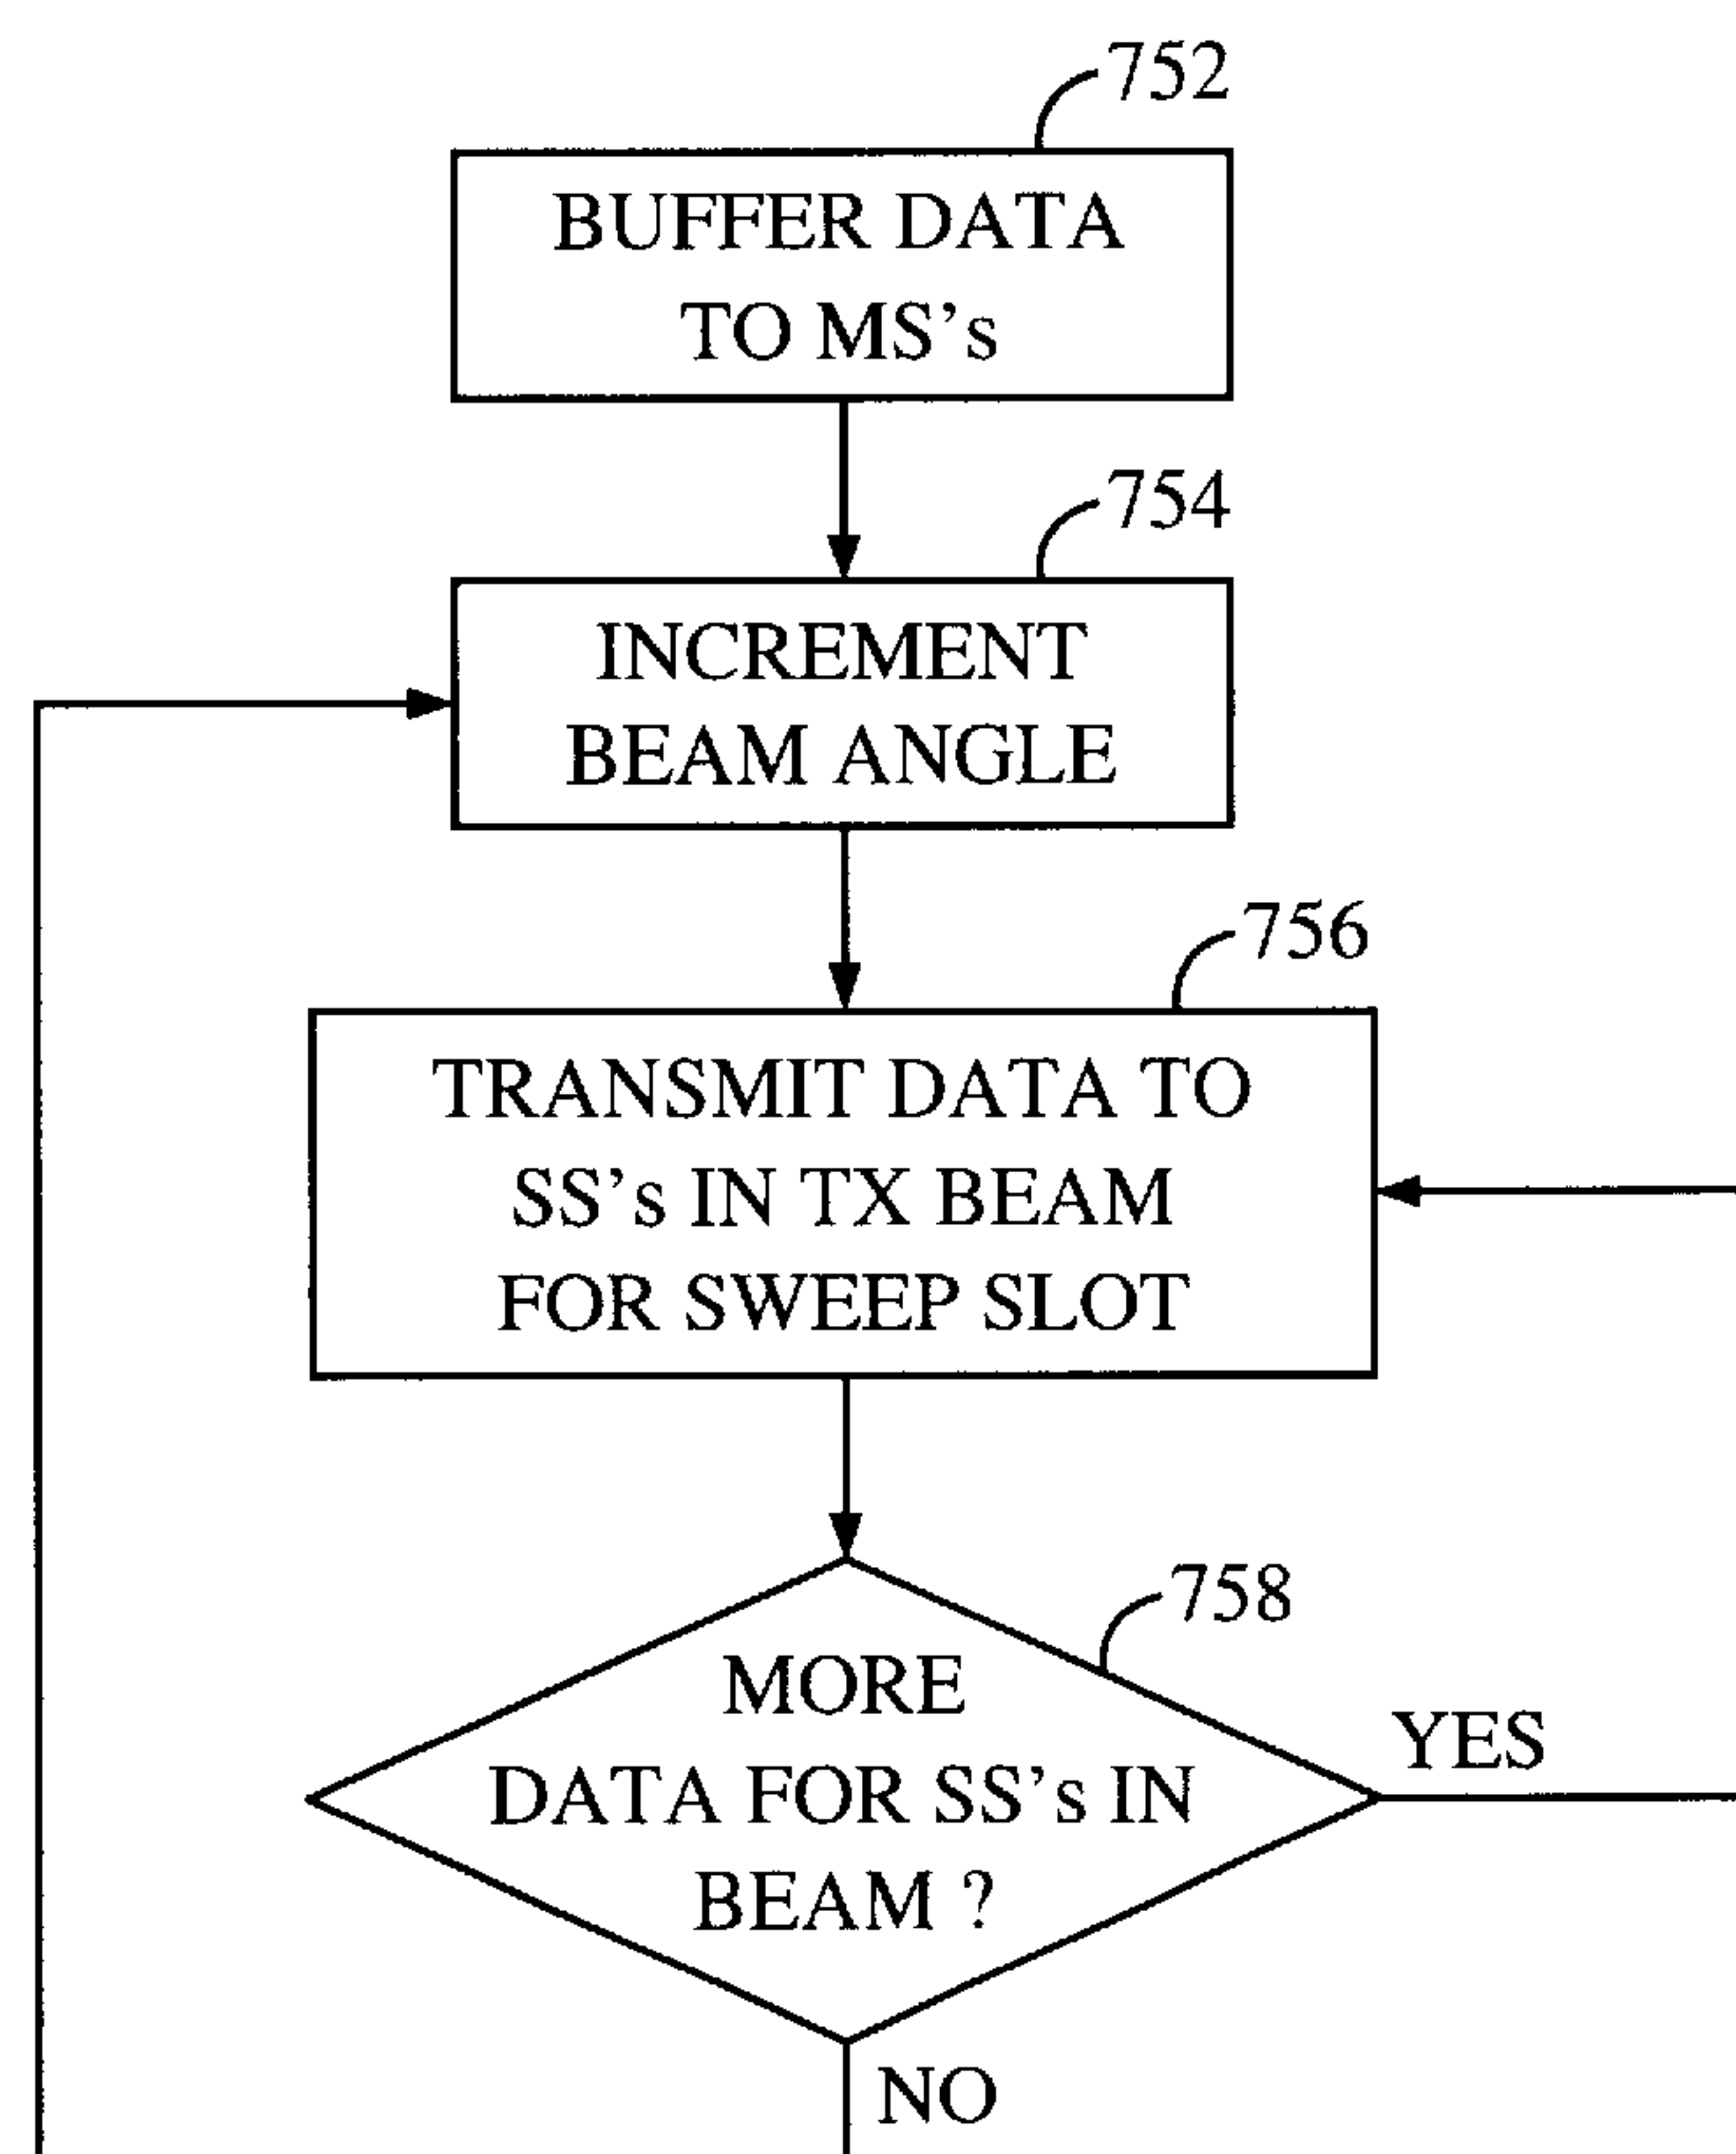 752
BUFFER DATA
TO MS's
754
INCREMENT
BEAM ANGLE
756
TRANSMIT DATA TO
SS's IN TX BEAM
FOR SWEEP SLOT
758
MORE
DATA FOR SS's IN
BEAM ?
YES
NO